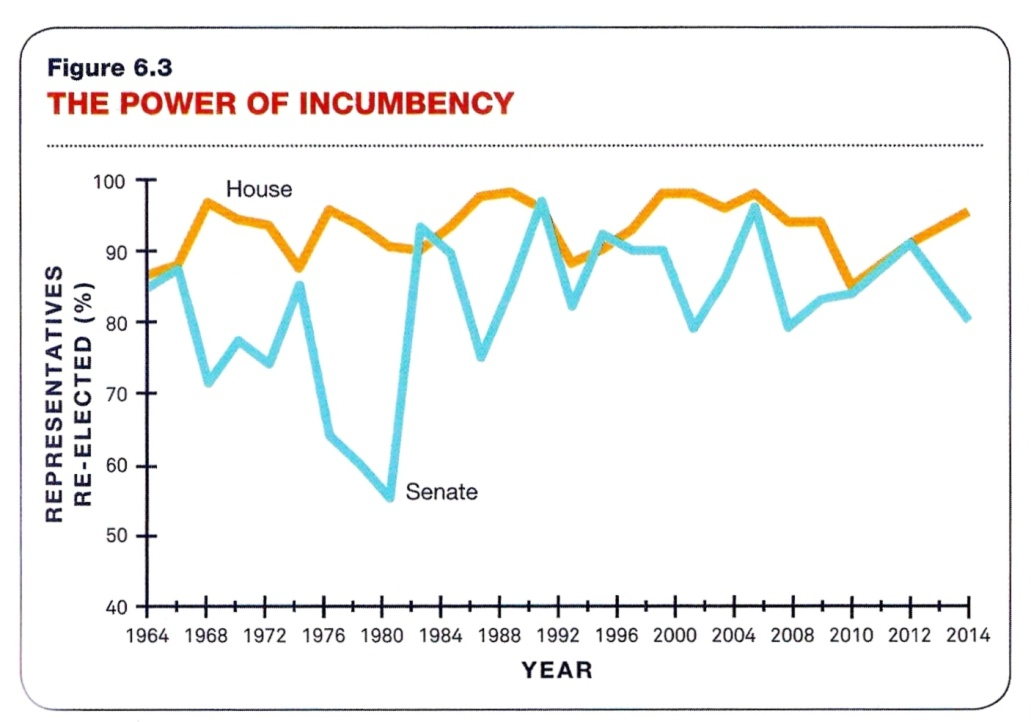 Figure 6.3
THE POWER OF INCUMBENCY
REPRESENTATIVES
RE-ELECTED (%)
100
90
80
70
60
50
40
House
Senate
1964 1968 1972 1976 1980 1984 1988 1992 1996 2000 2004 2008 2010 2012 2014
YEAR